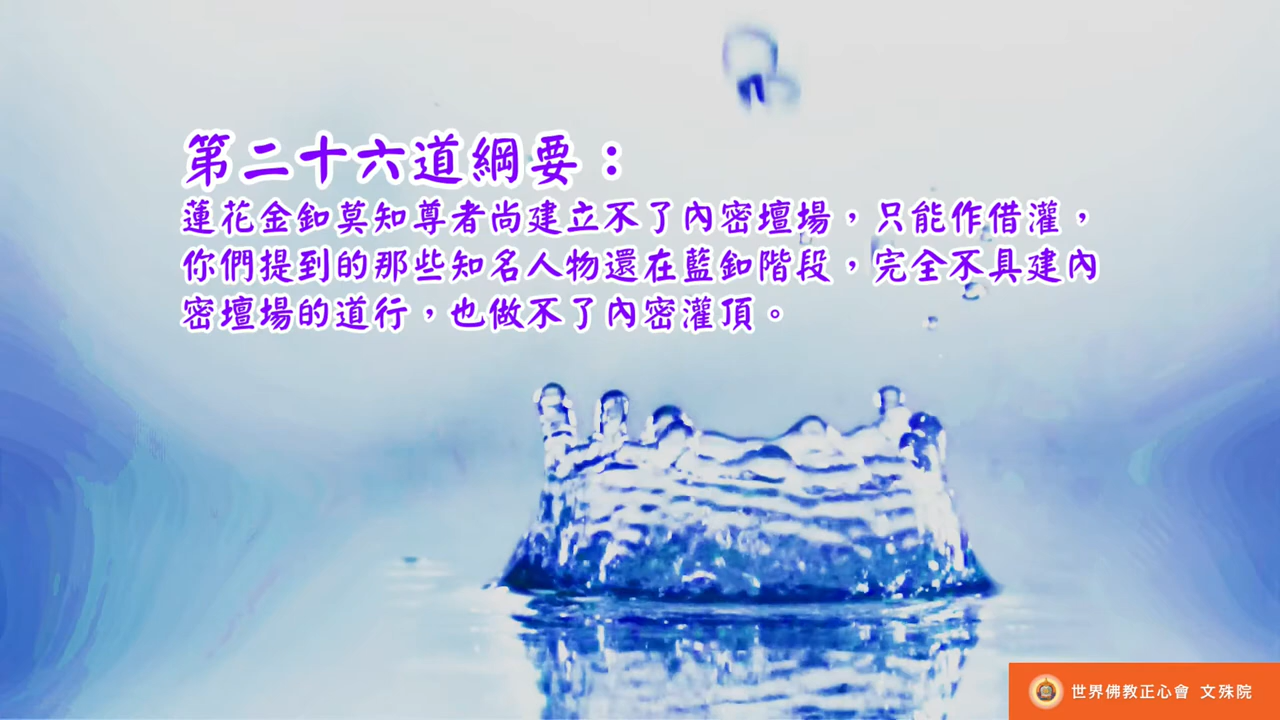 第二十六道綱要：
蓮花金釦莫知尊者尚建立不了內密壇場，只能作借灌，
你們提到的那些知名人物還在藍釦階段，完全不具建內
密壇場的道行，也做不了內密灌頂。
世界佛教正心會 文殊院